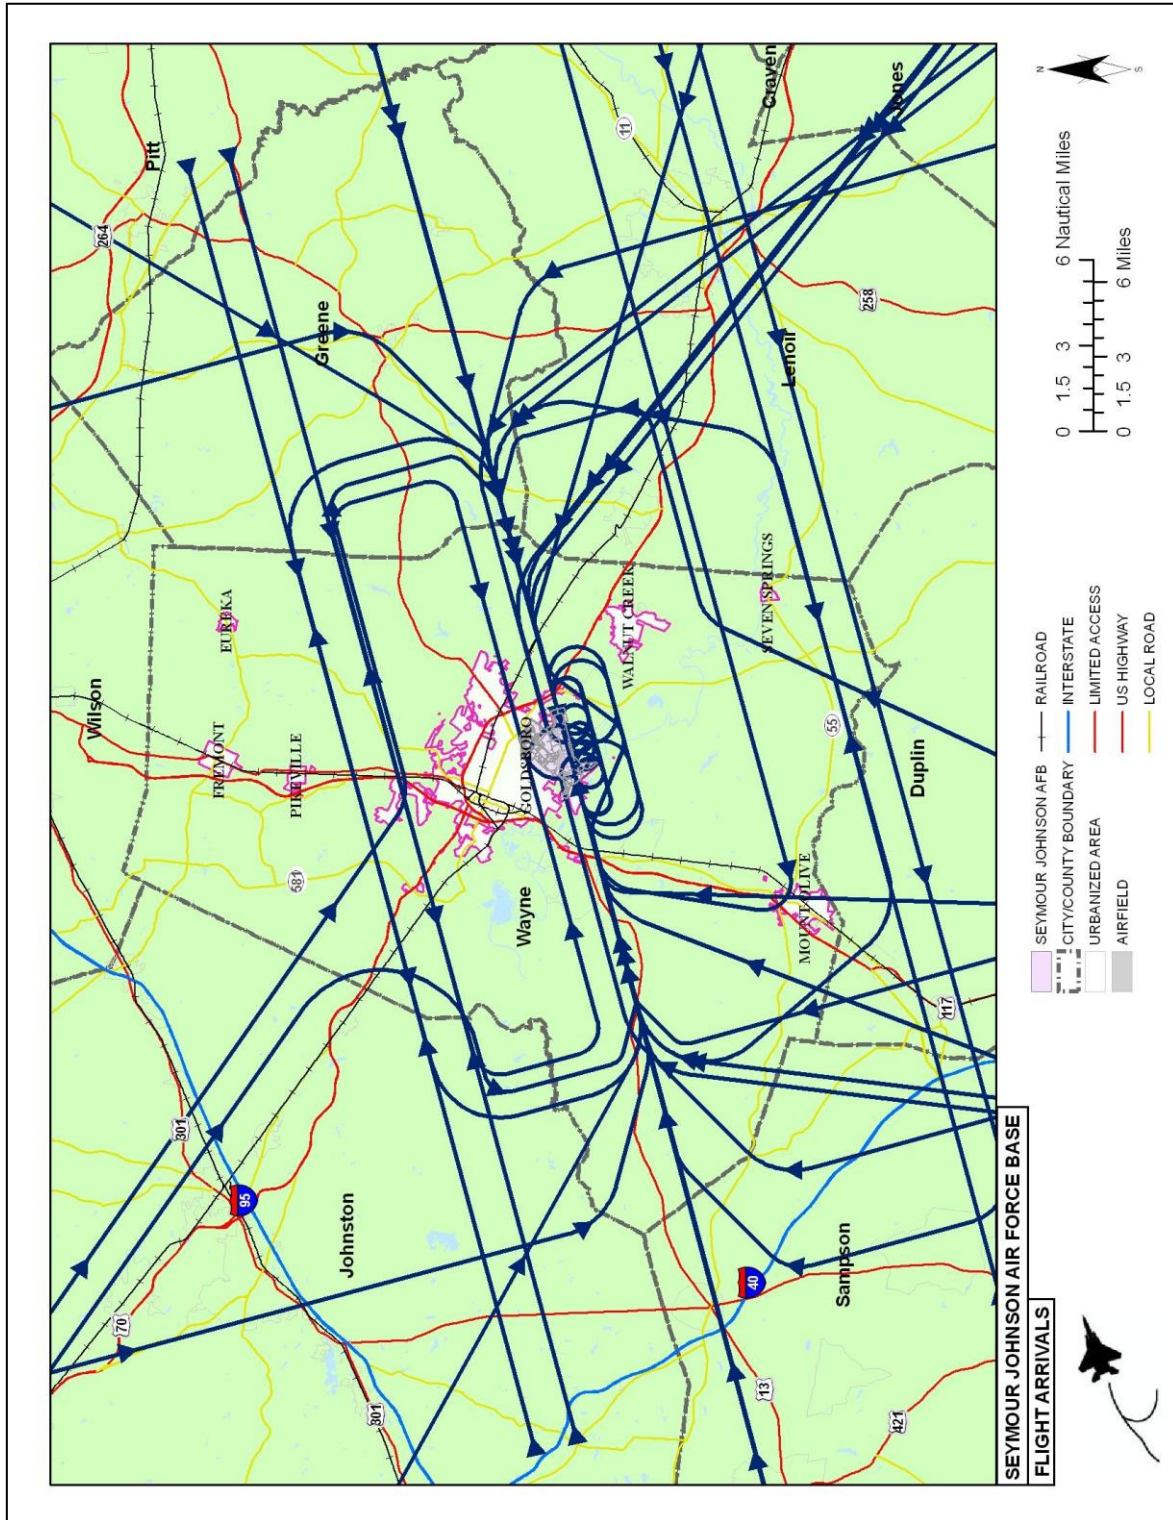 Wilson
Pitt
264
FREMONT
EUREKA
Greene
301
95
PIKEVILLE
581
70
Johnston
Wayne
GOLDSBORO
301
11
WALNUT CREEK
Craven
Jones
Lenoir
258
SEVEN SPRINGS
MOUNT OLIVE
55
Duplin
117
40
13
Sampson
421
SEYMOUR JOHNSON AIR FORCE BASE
FLIGHT ARRIVALS
SEYMOUR JOHNSON AFB
CITY/COUNTY BOUNDARY
URBANIZED AREA
AIRFIELD
RAILROAD
INTERSTATE
LIMITED ACCESS
US HIGHWAY
LOCAL ROAD
0 1.5 3 6 Nautical Miles
0 1.5 3 6 Miles
N
S